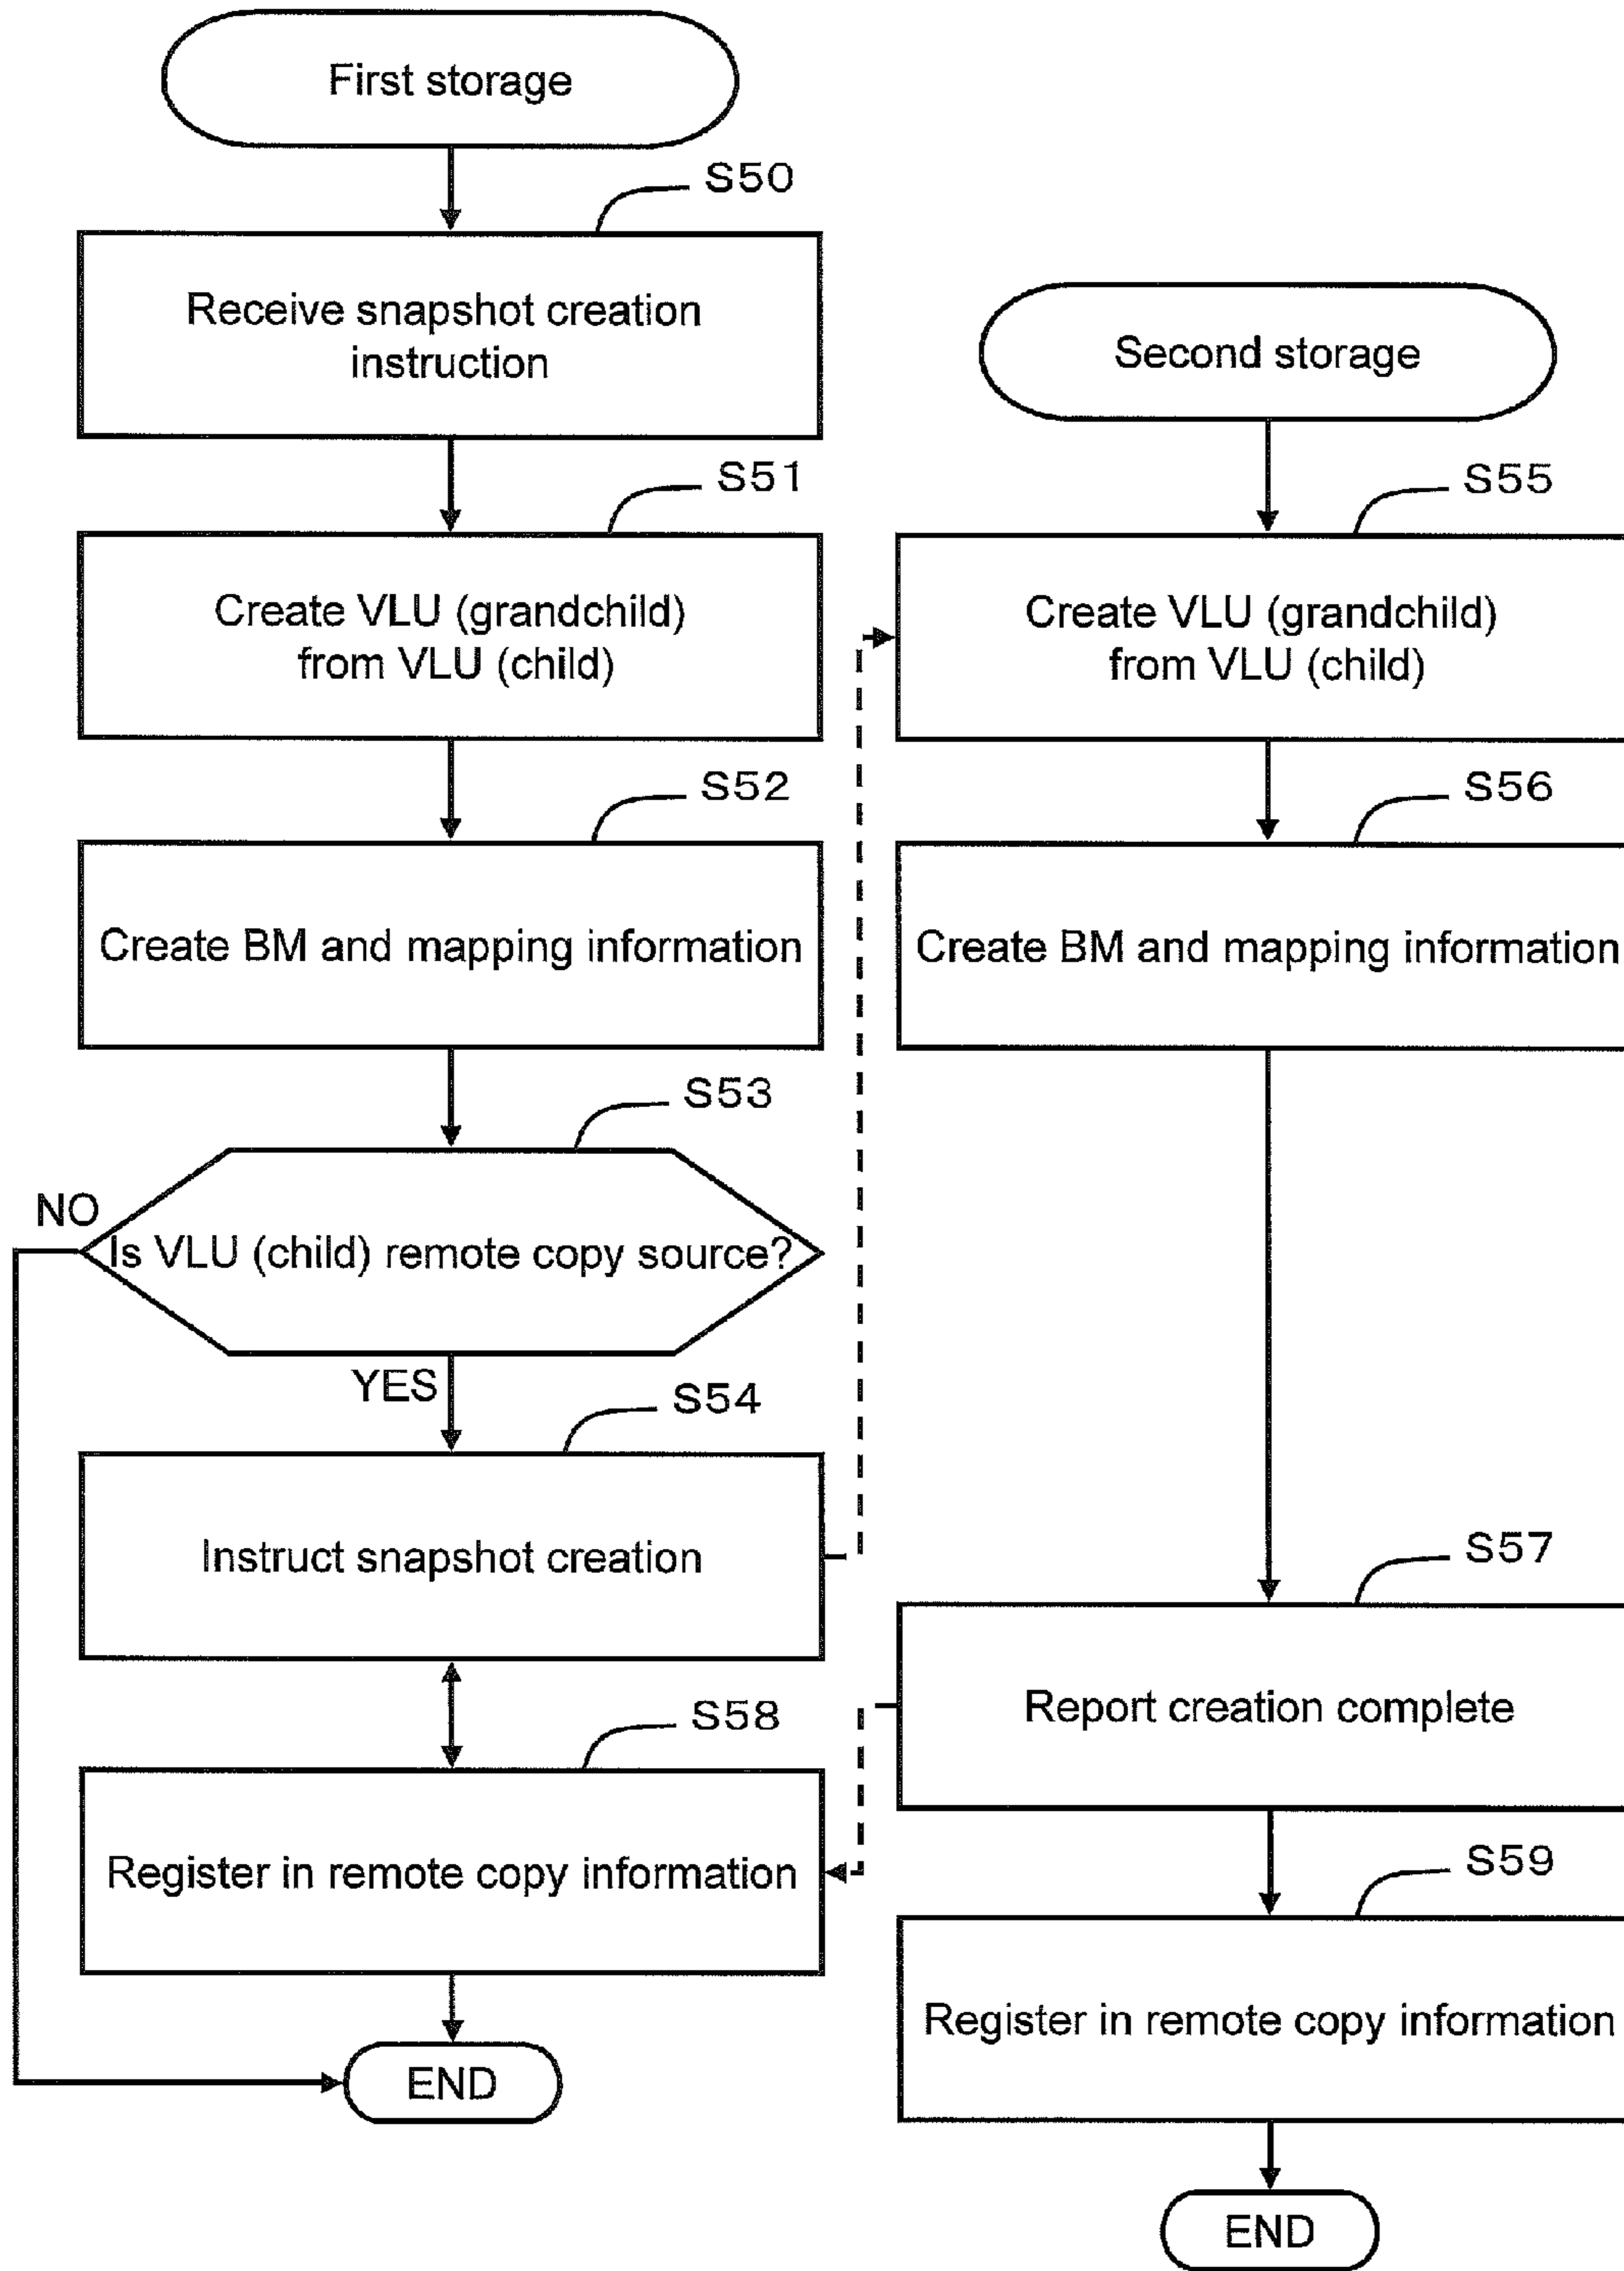 First storage
S50
Receive snapshot creation
instruction
S51
Create VLU (grandchild)
from VLU (child)
S52
Create BM and mapping information
S53
NO
Is VLU (child) remote copy source?
YES
S54
Instruct snapshot creation
S58
Register in remote copy information
END
Second storage
S55
Create VLU (grandchild)
from VLU (child)
S56
Create BM and mapping information
S57
Report creation complete
S59
Register in remote copy information
END